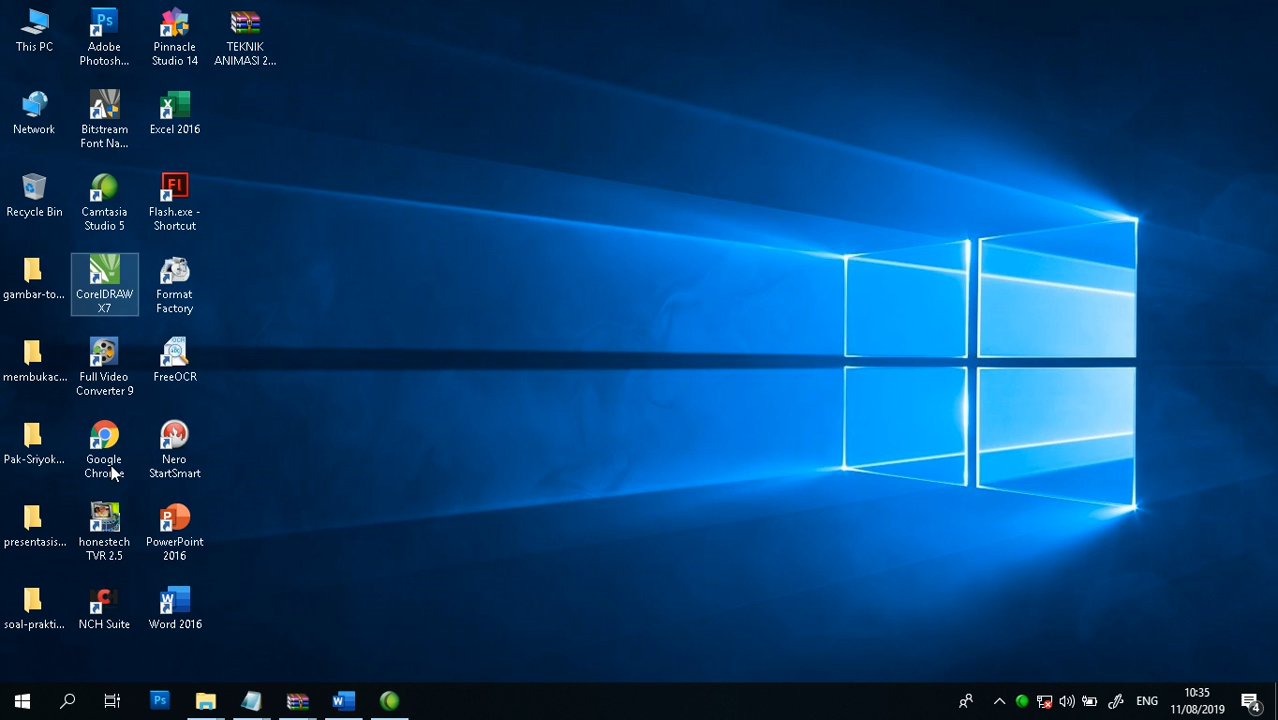 This PC
Adobe
Photosh...
Pinnacle
Studio 14
TEKNIK
ANIMASI 2...
Network
Bitstream
Font Na...
Excel 2016
Recycle Bin
Camtasia
Studio 5
Flash.exe -
Shortcut
gambar-to...
CorelDRAW
X7
Format
Factory
membukac...
Full Video
Converter 9
FreeOCR
Pak-Sriyok...
Google
Chrome
Nero
StartSmart
presentasis...
honestech
TVR 2.5
PowerPoint
2016
soal-prakti...
NCH Suite
Word 2016
ENG
10:35
11/08/2019
4